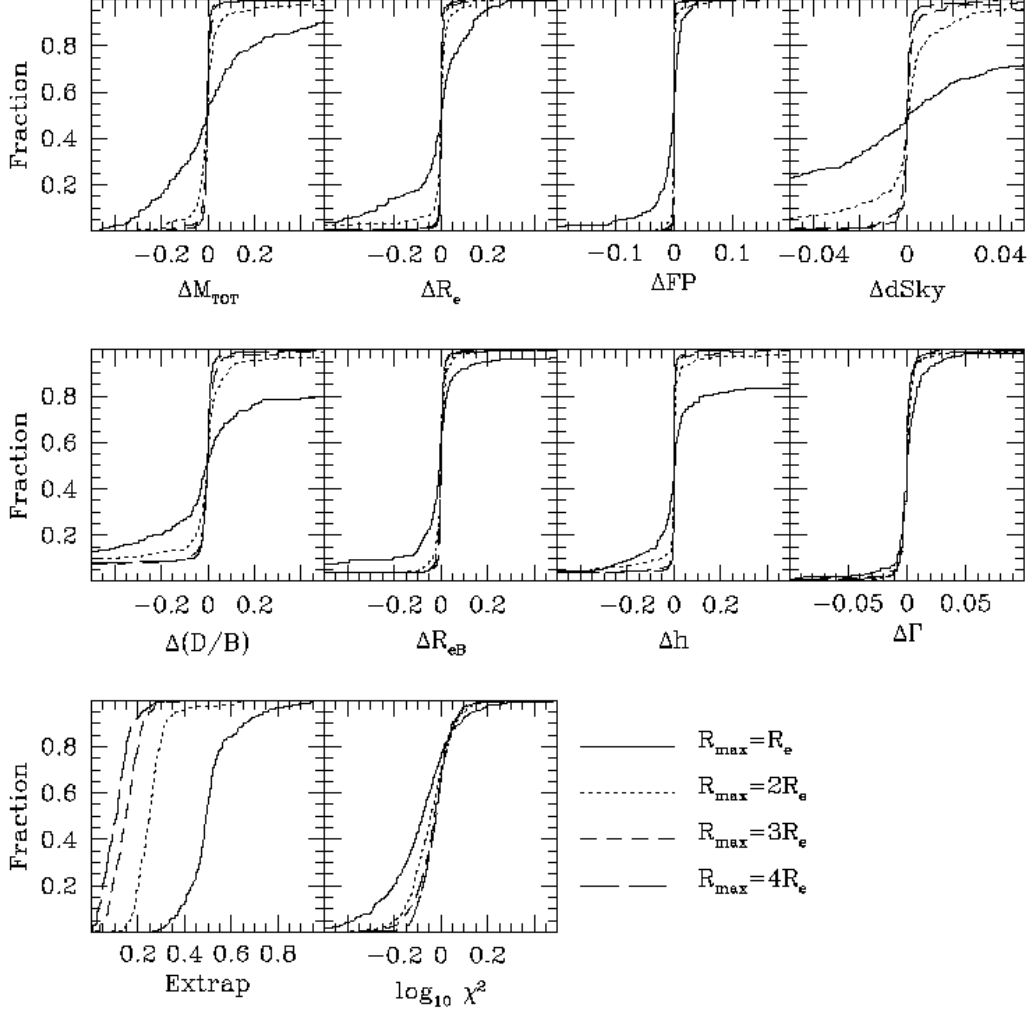 Fraction
0.8
0.6
0.4
0.2
−0.2 0 0.2
−0.2 0 0.2
−0.1 0 0.1
−0.04 0 0.04
ΔM_TOT
ΔR_e
ΔFP
ΔdSky
Fraction
0.8
0.6
0.4
0.2
−0.2 0 0.2
−0.2 0 0.2
−0.2 0 0.2
−0.05 0 0.05
Δ(D/B)
ΔR_eB
Δh
ΔΓ
Fraction
0.8
0.6
0.4
0.2
0.2 0.4 0.6 0.8
−0.2 0 0.2
Extrap
log₁₀ χ²
R_max=R_e
R_max=2R_e
R_max=3R_e
R_max=4R_e